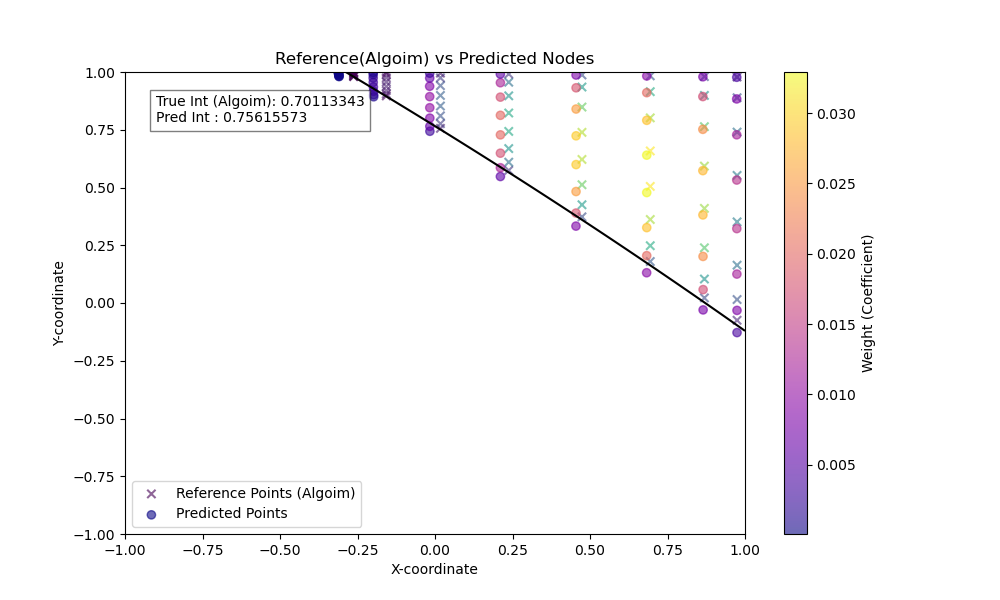 Reference(Algoim) vs Predicted Nodes
True Int (Algoim): 0.70113343
Pred Int : 0.75615573
1.00
0.75
0.50
0.25
0.00
−0.25
−0.50
−0.75
−1.00
Y-coordinate
Reference Points (Algoim)
Predicted Points
−1.00 −0.75 −0.50 −0.25 0.00 0.25 0.50 0.75 1.00
X-coordinate
0.030
0.025
0.020
0.015
0.010
0.005
Weight (Coefficient)